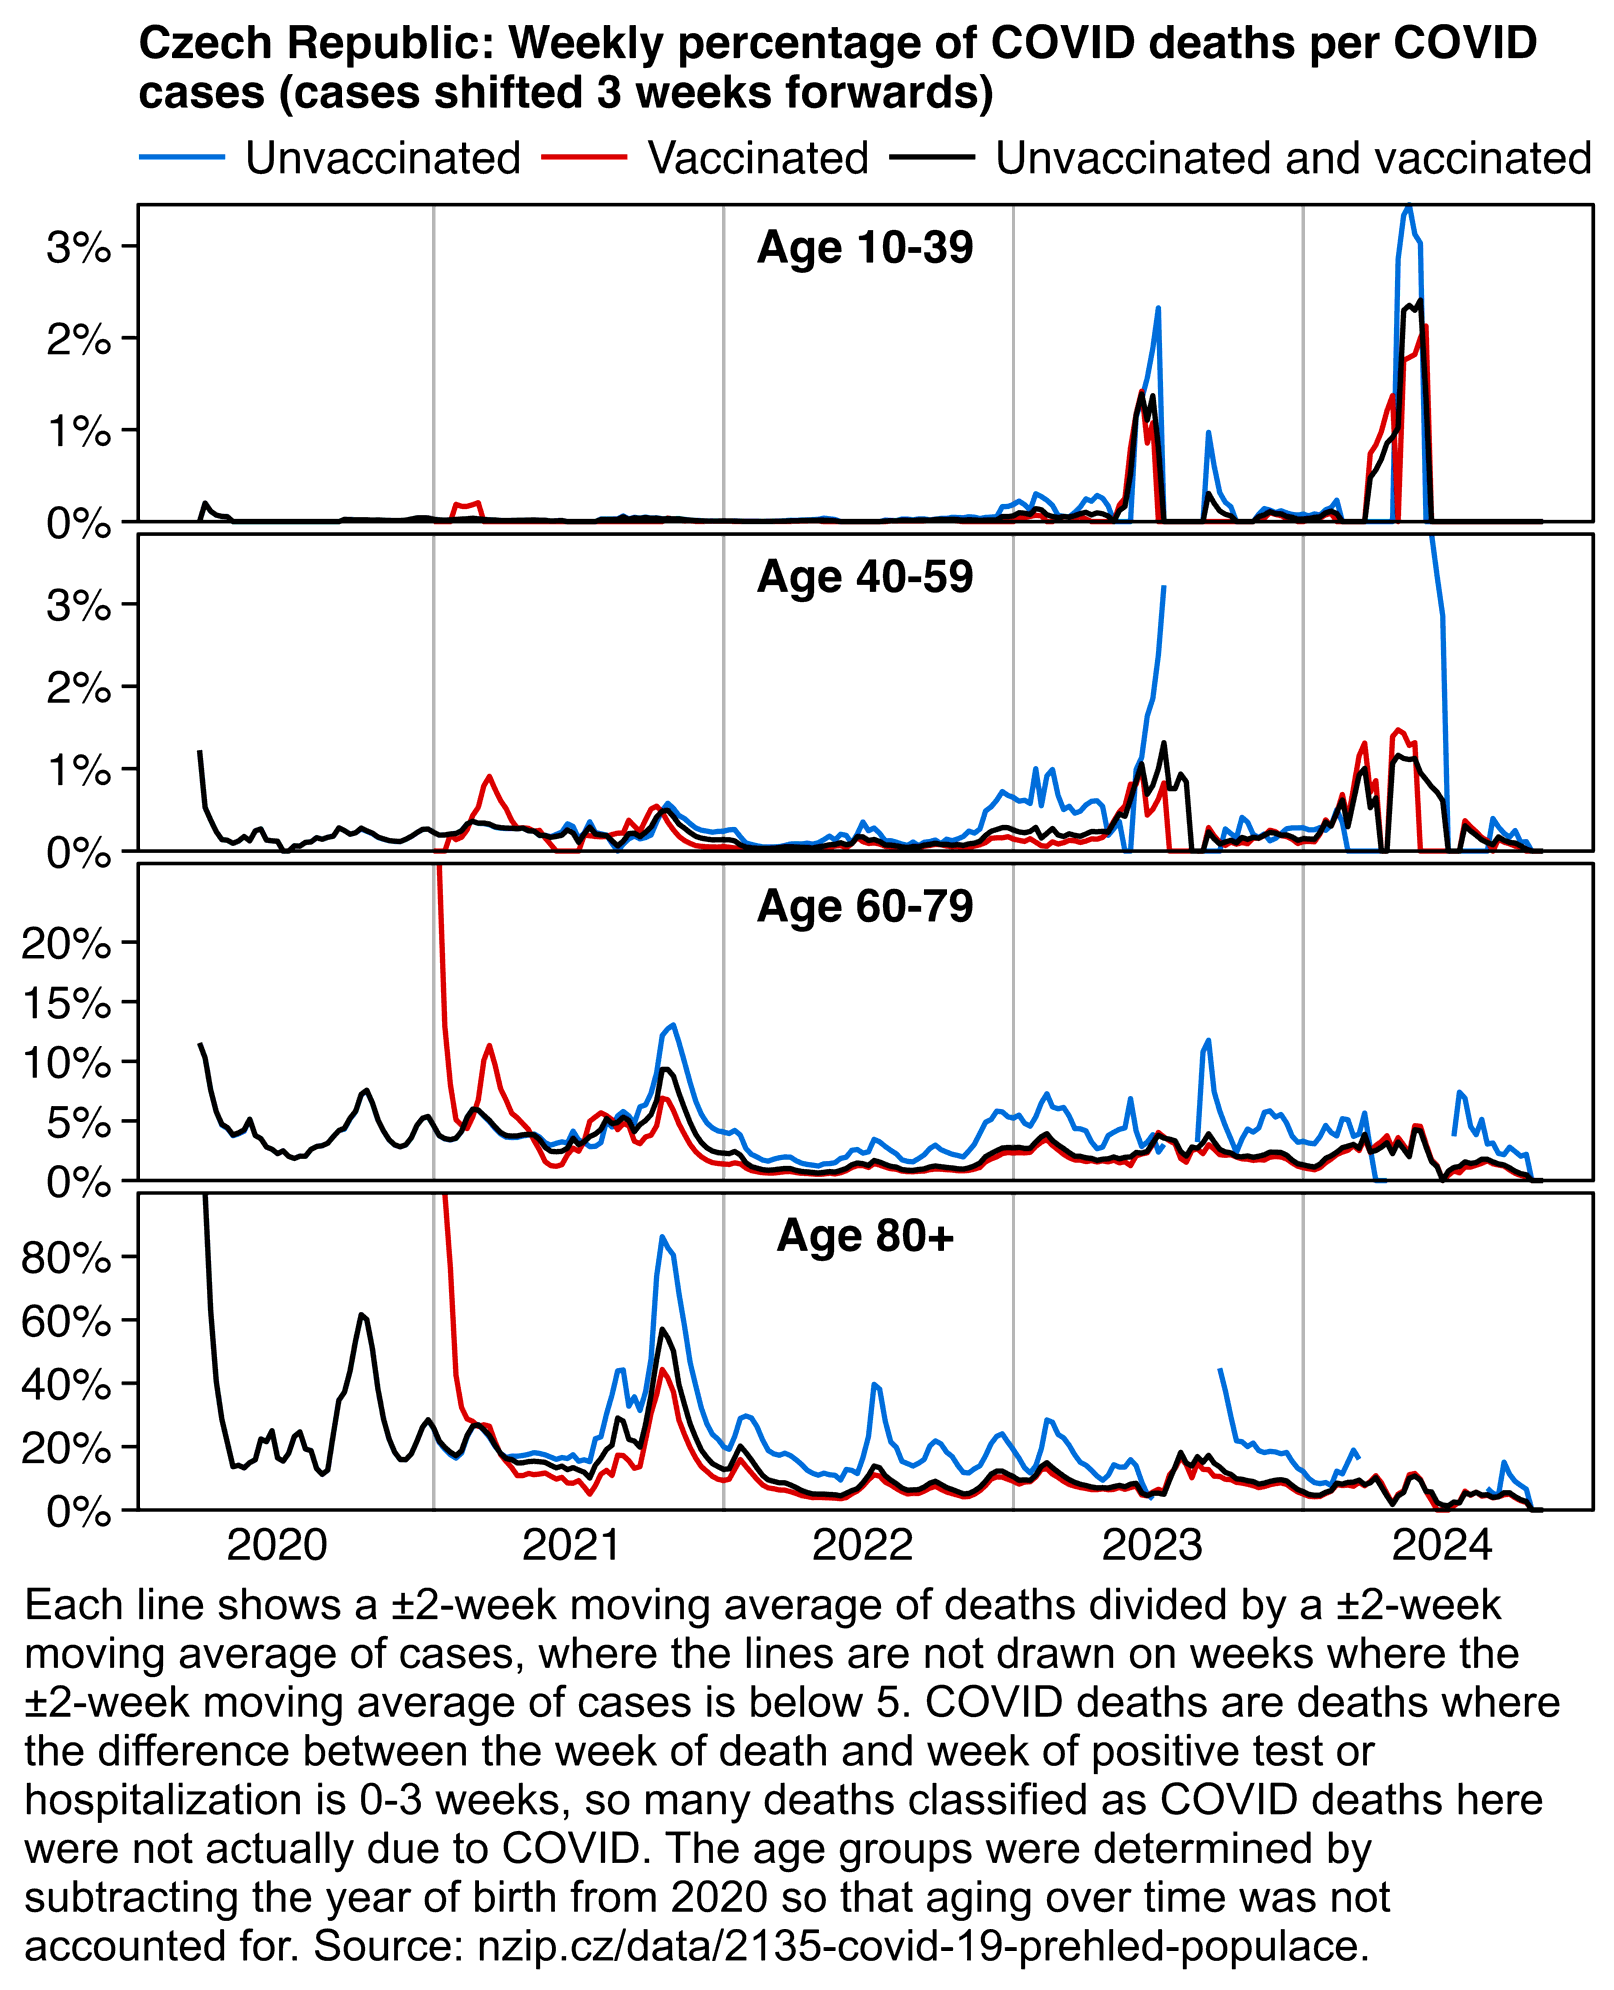 Czech Republic: Weekly percentage of COVID deaths per COVID
cases (cases shifted 3 weeks forwards)
Unvaccinated Vaccinated Unvaccinated and vaccinated
Age 10-39
3%
2%
1%
0%
Age 40-59
3%
2%
1%
0%
Age 60-79
20%
15%
10%
5%
0%
Age 80+
80%
60%
40%
20%
0%
2020 2021 2022 2023 2024
Each line shows a ±2-week moving average of deaths divided by a ±2-week
moving average of cases, where the lines are not drawn on weeks where the
±2-week moving average of cases is below 5. COVID deaths are deaths where
the difference between the week of death and week of positive test or
hospitalization is 0-3 weeks, so many deaths classified as COVID deaths here
were not actually due to COVID. The age groups were determined by
subtracting the year of birth from 2020 so that aging over time was not
accounted for. Source: nzip.cz/data/2135-covid-19-prehled-populace.